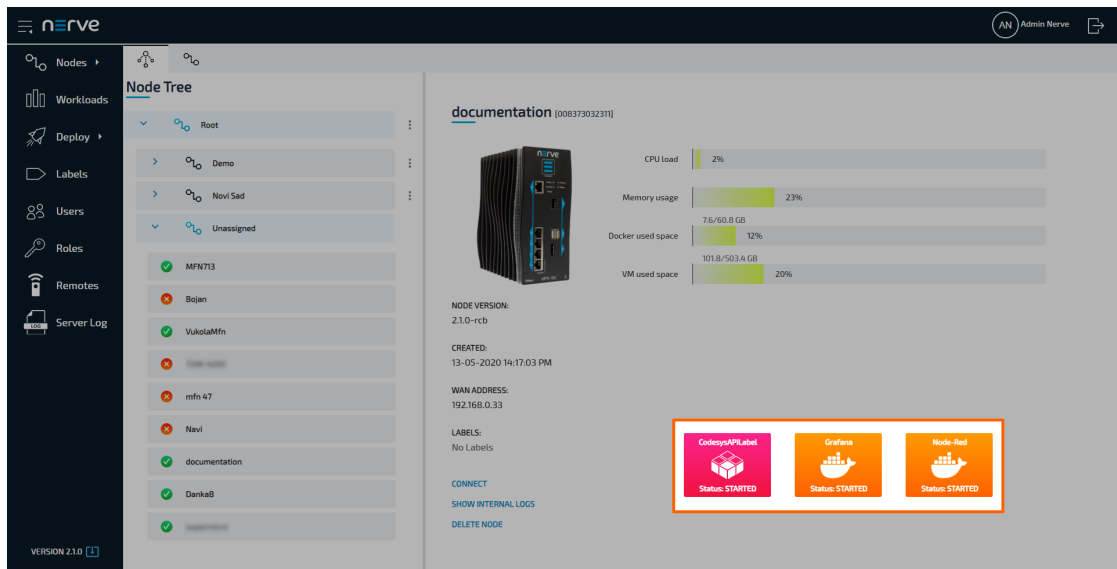 nerve
AN Admin Nerve
Nodes
Workloads
Deploy
Labels
Users
Roles
Remotes
LOG Server Log
VERSION 2.1.0
Node Tree
Root
Demo
Novi Sad
Unassigned
MFN713
Bojan
VukolaMfn
mfn 47
Navi
documentation
DankaB
documentation [008373032311]
nerve
CPU load 2%
Memory usage 23%
7.6/60.8 GB
Docker used space 12%
101.8/503.4 GB
VM used space 20%
NODE VERSION:
2.1.0-rcb
CREATED:
13-05-2020 14:17:03 PM
WAN ADDRESS:
192.168.0.33
LABELS:
No Labels
CONNECT
SHOW INTERNAL LOGS
DELETE NODE
CodesysAPILabel
Status: STARTED
Grafana
Status: STARTED
Node-Red
Status: STARTED